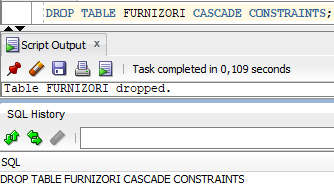 DROP TABLE FURNIZORI CASCADE CONSTRAINTS;
Script Output x
Task completed in 0,109 seconds
Table FURNIZORI dropped.
SQL History
SQL
DROP TABLE FURNIZORI CASCADE CONSTRAINTS